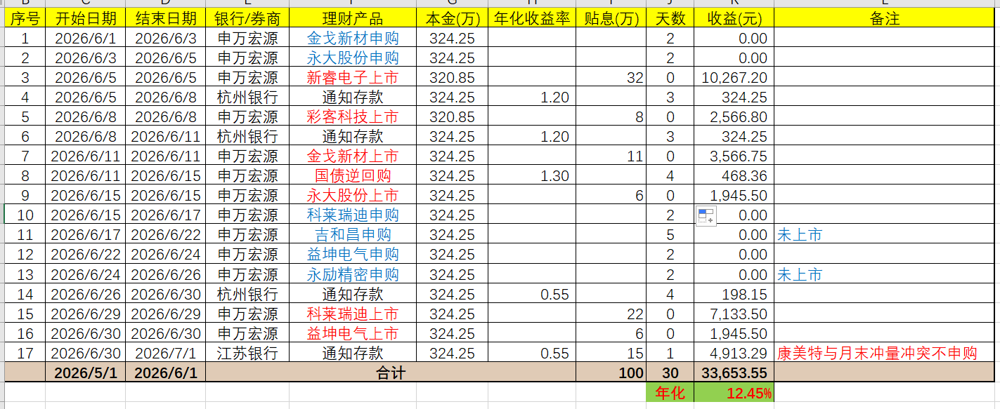 序号 开始日期 结束日期 银行/券商 理财产品 本金(万) 年化收益率 贴息(万) 天数 收益(元) 备注
1 2026/6/1 2026/6/3 申万宏源 金戈新材申购 324.25 2 0.00
2 2026/6/3 2026/6/5 申万宏源 永大股份申购 324.25 2 0.00
3 2026/6/5 2026/6/5 申万宏源 新睿电子上市 320.85 32 0 10,267.20
4 2026/6/5 2026/6/8 杭州银行 通知存款 324.25 1.20 3 324.25
5 2026/6/8 2026/6/8 申万宏源 彩客科技上市 320.85 8 0 2,566.80
6 2026/6/8 2026/6/11 杭州银行 通知存款 324.25 1.20 3 324.25
7 2026/6/11 2026/6/11 申万宏源 金戈新材上市 324.25 11 0 3,566.75
8 2026/6/11 2026/6/15 申万宏源 国债逆回购 324.25 1.30 4 468.36
9 2026/6/15 2026/6/15 申万宏源 永大股份上市 324.25 6 0 1,945.50
10 2026/6/15 2026/6/17 申万宏源 科莱瑞迪申购 324.25 2 0.00
11 2026/6/17 2026/6/22 申万宏源 吉和昌申购 324.25 5 0.00 未上市
12 2026/6/22 2026/6/24 申万宏源 益坤电气申购 324.25 2 0.00
13 2026/6/24 2026/6/26 申万宏源 永励精密申购 324.25 2 0.00 未上市
14 2026/6/26 2026/6/30 杭州银行 通知存款 324.25 0.55 4 198.15
15 2026/6/29 2026/6/29 申万宏源 科莱瑞迪上市 324.25 22 0 7,133.50
16 2026/6/30 2026/6/30 申万宏源 益坤电气上市 324.25 6 0 1,945.50
17 2026/6/30 2026/7/1 江苏银行 通知存款 324.25 0.55 15 1 4,913.29 康美特与月末冲量冲突不申购
2026/5/1 2026/6/1 合计 100 30 33,653.55
年化 12.45%